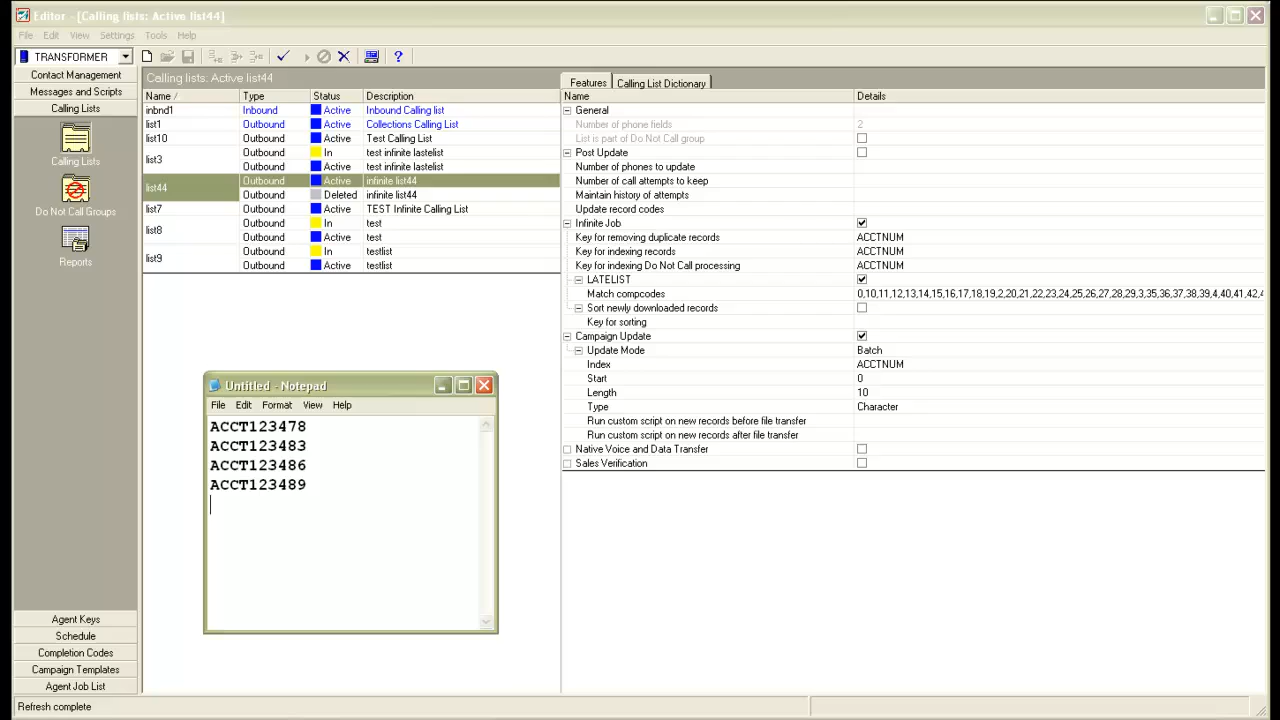 Editor - [Calling lists: Active list44]
File Edit View Settings Tools Help
TRANSFORMER
Contact Management
Messages and Scripts
Calling Lists
Calling Lists
Do Not Call Groups
Reports
Agent Keys
Schedule
Completion Codes
Campaign Templates
Agent Job List
Calling lists: Active list44
Name / Type Status Description
inbnd1 Inbound Active Inbound Calling list
list1 Outbound Active Collections Calling List
list10 Outbound Active Test Calling List
list3 Outbound In test infinite lastelist
Outbound Active test infinite lastelist
list44 Outbound Active infinite list44
Outbound Deleted infinite list44
list7 Outbound Active TEST Infinite Calling List
list8 Outbound In test
Outbound Active test
list9 Outbound In testlist
Outbound Active testlist
Untitled - Notepad
File Edit Format View Help
ACCT123478
ACCT123483
ACCT123486
ACCT123489
Features Calling List Dictionary
Name Details
General
Number of phone fields 2
List is part of Do Not Call group
Post Update
Number of phones to update
Number of call attempts to keep
Maintain history of attempts
Update record codes
Infinite Job
Key for removing duplicate records ACCTNUM
Key for indexing records ACCTNUM
Key for indexing Do Not Call processing ACCTNUM
LATELIST
Match compcodes 0,10,11,12,13,14,15,16,17,18,19,2,20,21,22,23,24,25,26,27,28,29,3,35,36,37,38,39,4,40,41,42,4
Sort newly downloaded records
Key for sorting
Campaign Update
Update Mode Batch
Index ACCTNUM
Start 0
Length 10
Type Character
Run custom script on new records before file transfer
Run custom script on new records after file transfer
Native Voice and Data Transfer
Sales Verification
Refresh complete